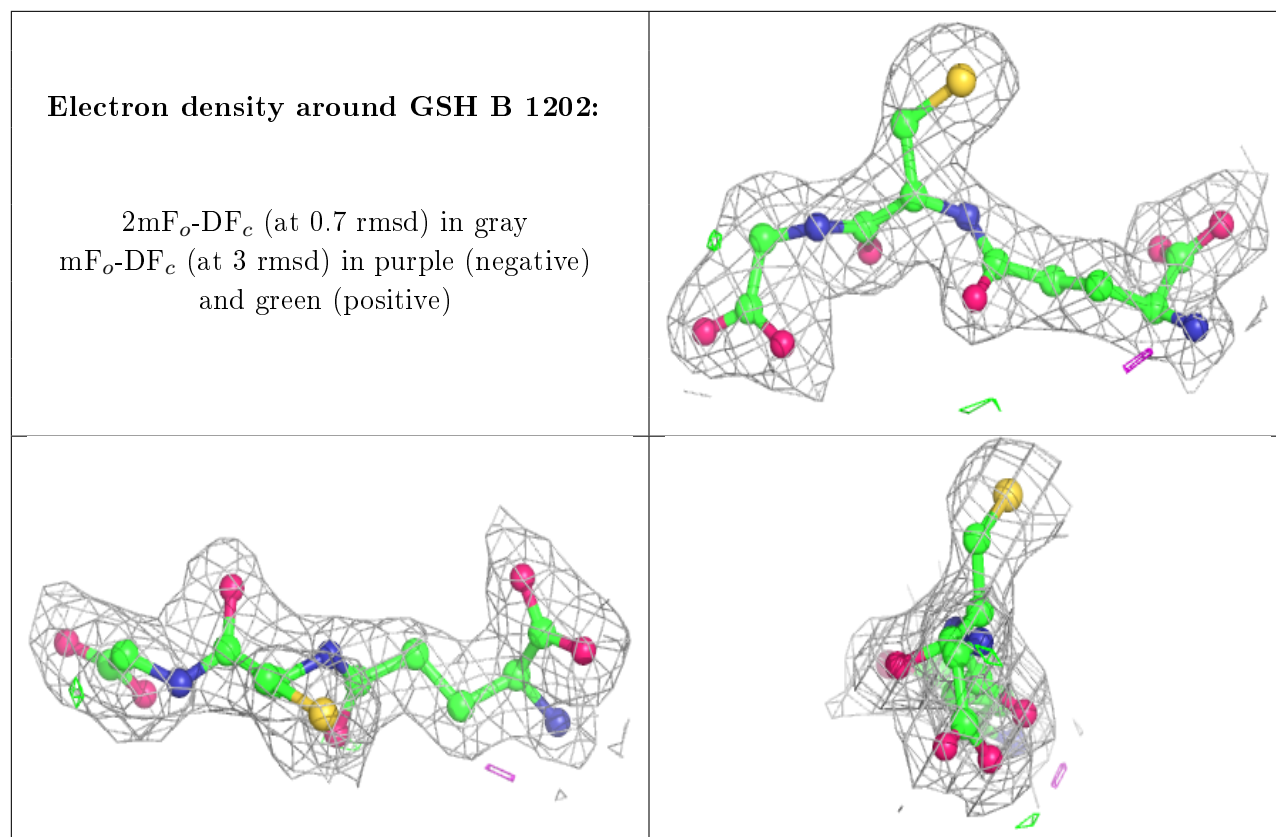 Electron density around GSH B 1202:
2mFₒ-DF𝒸 (at 0.7 rmsd) in gray
mFₒ-DF𝒸 (at 3 rmsd) in purple (negative)
and green (positive)